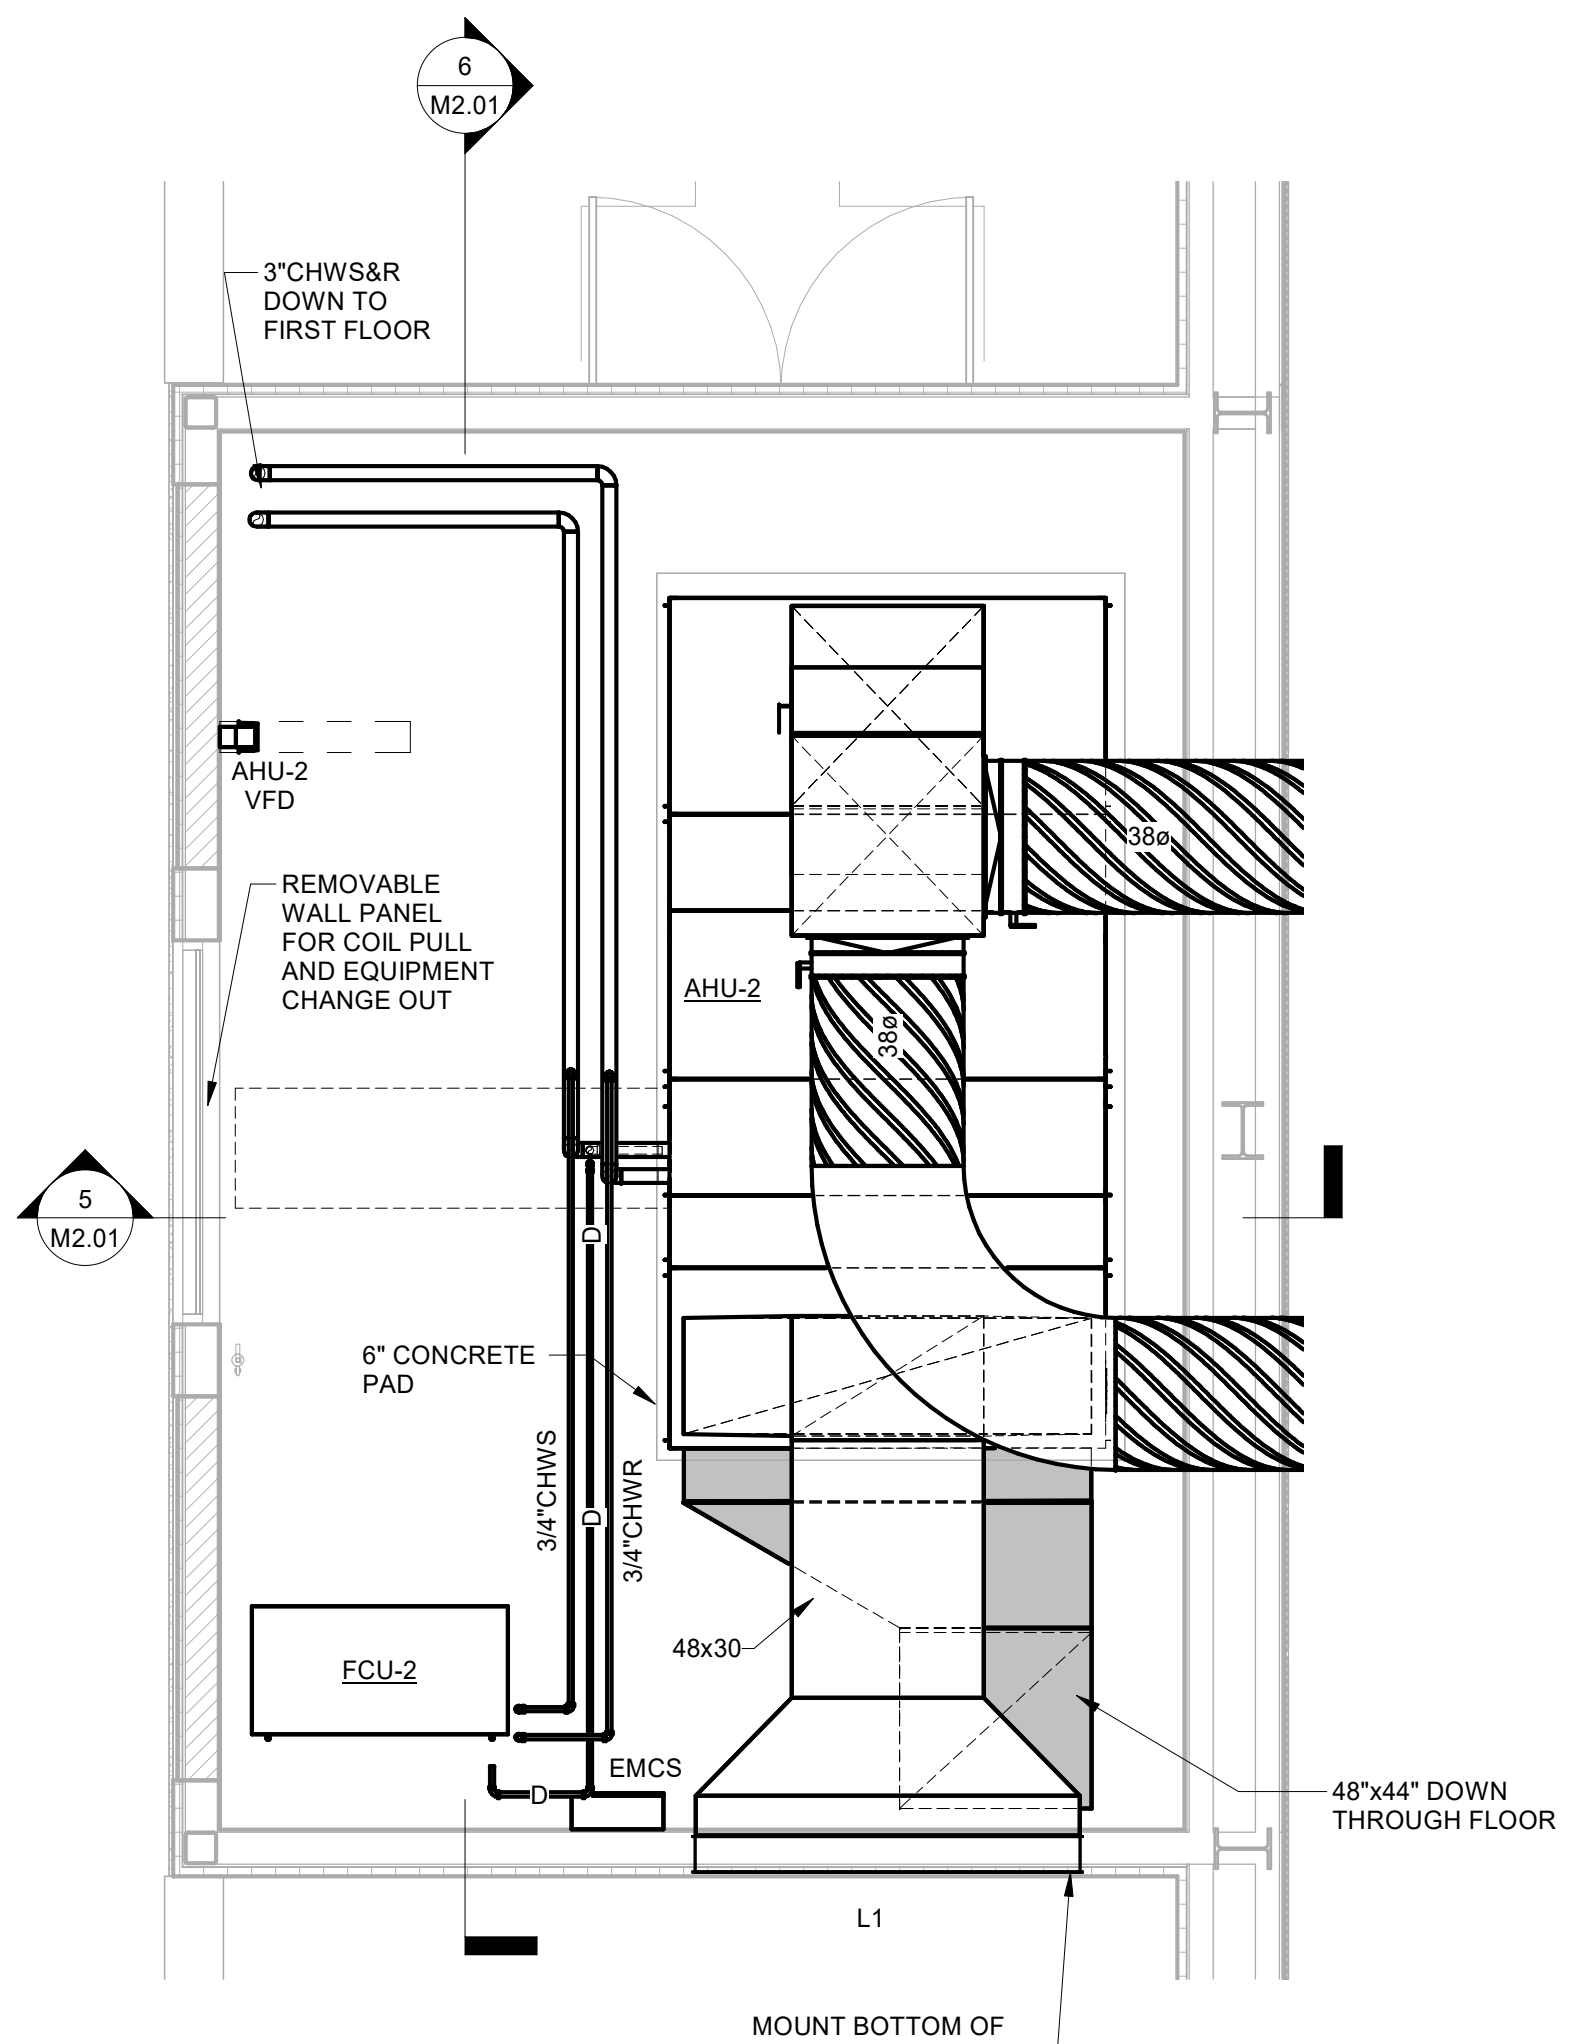 6
M2.01
3"CHWS&R
DOWN TO
FIRST FLOOR
AHU-2
VFD
38ø
REMOVABLE
WALL PANEL
FOR COIL PULL
AND EQUIPMENT
CHANGE OUT
AHU-2
38ø
5
M2.01
D
6" CONCRETE
PAD
3/4"CHWS
D
3/4"CHWR
48x30
FCU-2
EMCS
D
48"x44" DOWN
THROUGH FLOOR
L1
MOUNT BOTTOM OF